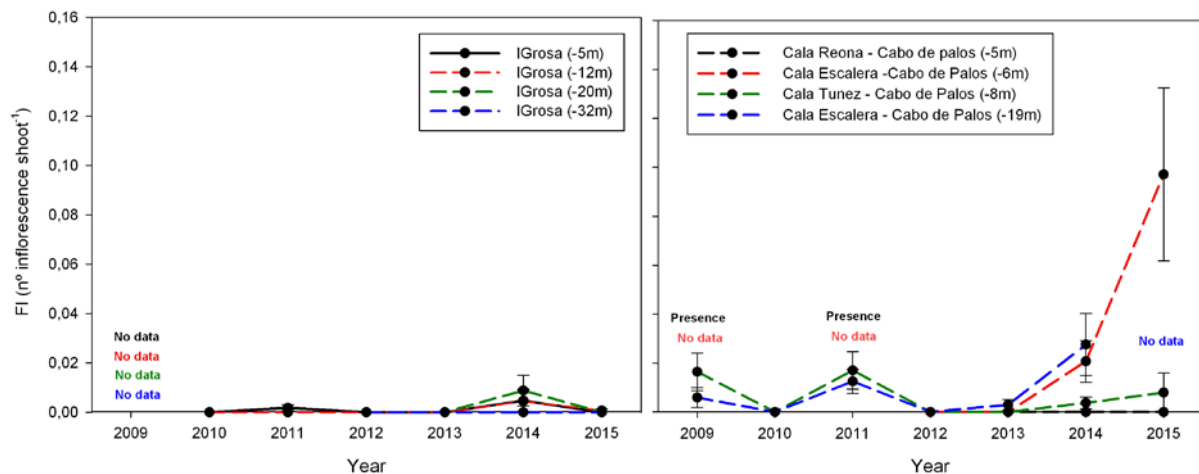 0,16
0,14
0,12
0,10
0,08
0,06
0,04
0,02
0,00
FI (nº inflorescence shoot-1)
IGrosa (-5m)
IGrosa (-12m)
IGrosa (-20m)
IGrosa (-32m)
No data
No data
No data
No data
2009 2010 2011 2012 2013 2014 2015
Year
Cala Reona - Cabo de palos (-5m)
Cala Escalera -Cabo de Palos (-6m)
Cala Tunez - Cabo de Palos (-8m)
Cala Escalera - Cabo de Palos (-19m)
Presence
No data
Presence
No data
No data
2009 2010 2011 2012 2013 2014 2015
Year